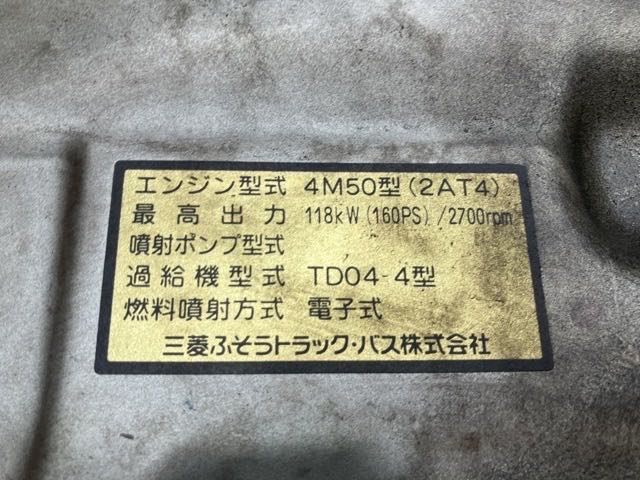 エンジン型式 4M50型(2AT4)
最高出力 118kW(160PS)/2700rpm
噴射ポンプ型式
過給機型式 TD04-4型
燃料噴射方式 電子式
三菱ふそうトラック・バス株式会社